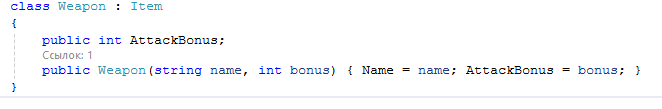 class Weapon : Item
{
public int AttackBonus;
Ссылок: 1
public Weapon(string name, int bonus) { Name = name; AttackBonus = bonus; }
}